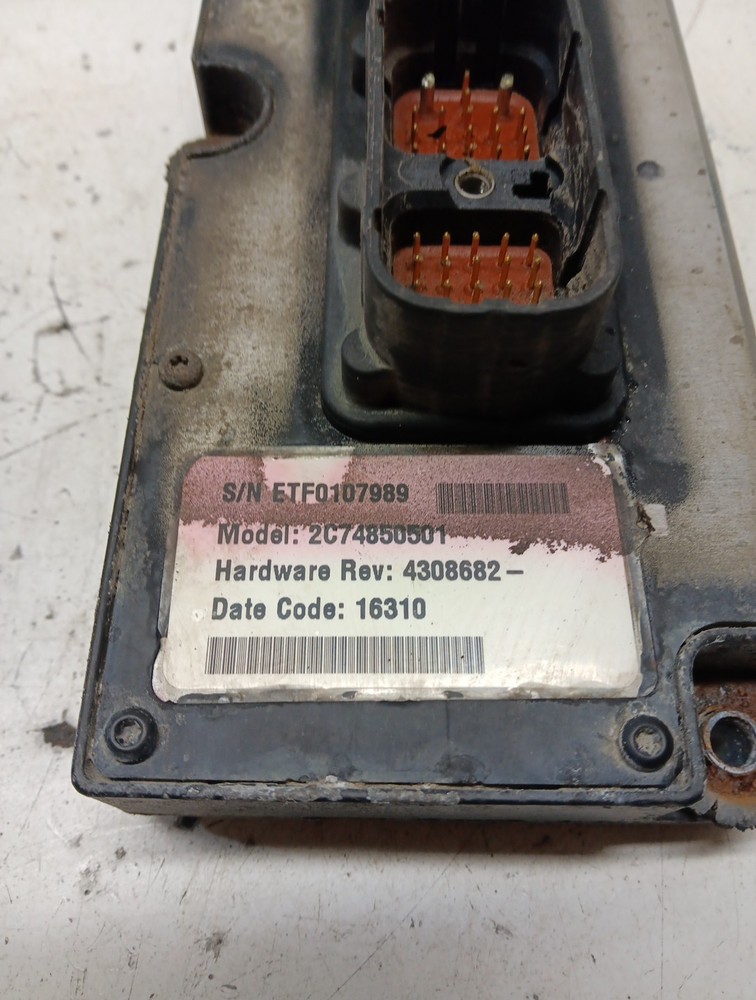 S/N ETF0107989
Model: 2C74850501
Hardware Rev: 4308682-
Date Code: 16310